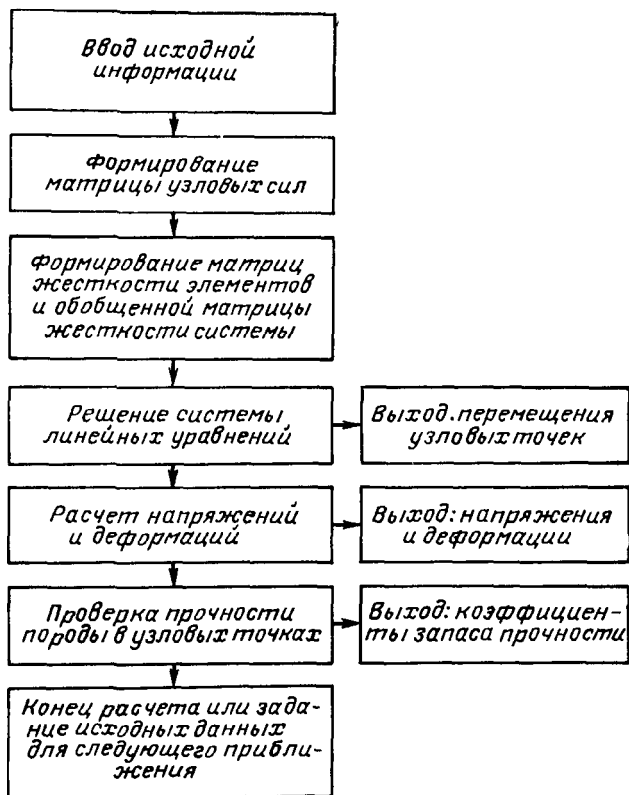 Ввод исходной
информации
Формирование
матрицы узловых сил
Формирование матриц
жесткости элементов
и обобщенной матрицы
жесткости системы
Решение системы
линейных уравнений
Выход. перемещения
узловых точек
Расчет напряжений
и деформаций
Выход: напряжения
и деформации
Проверка прочности
породы в узловых точках
Выход: коэффициен-
ты запаса прочности
Конец расчета или зада-
ние исходных данных
для следующего прибли-
жения